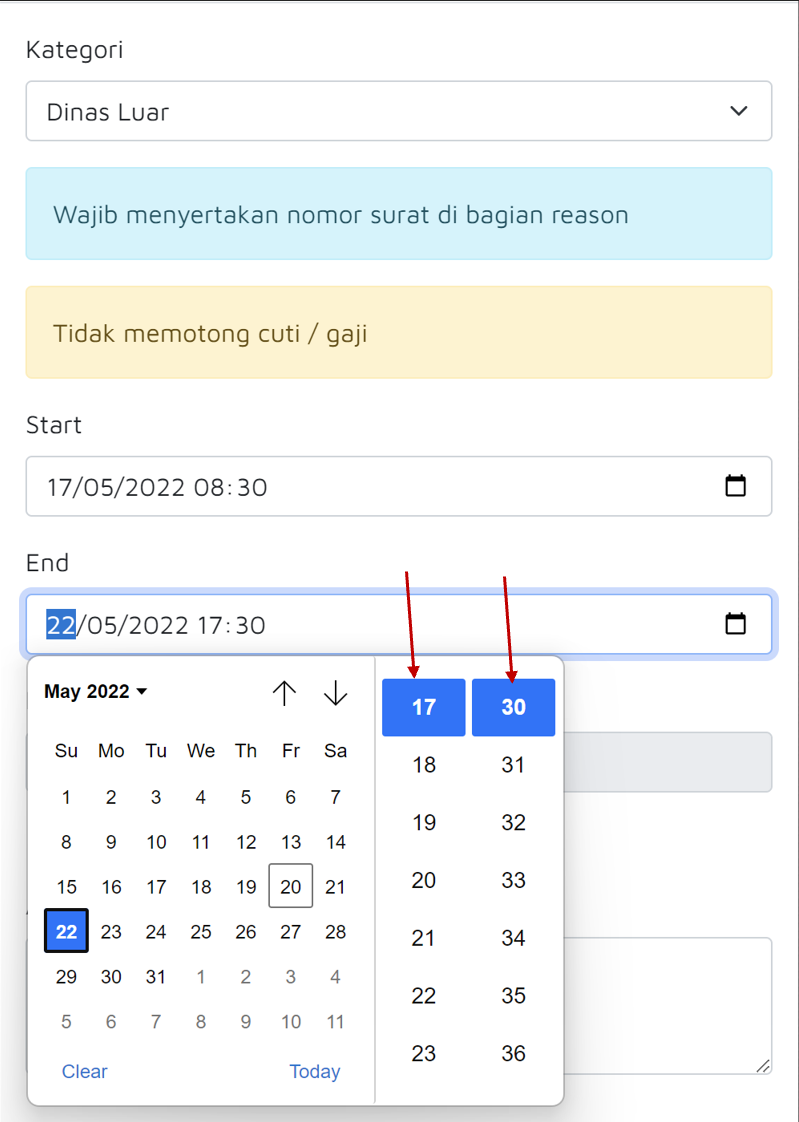 Kategori
Dinas Luar
Wajib menyertakan nomor surat di bagian reason
Tidak memotong cuti / gaji
Start
17/05/2022 08:30
End
22/05/2022 17:30
May 2022
Su Mo Tu We Th Fr Sa
1 2 3 4 5 6 7
8 9 10 11 12 13 14
15 16 17 18 19 20 21
22 23 24 25 26 27 28
29 30 31 1 2 3 4
5 6 7 8 9 10 11
Clear Today
17 30
18 31
19 32
20 33
21 34
22 35
23 36